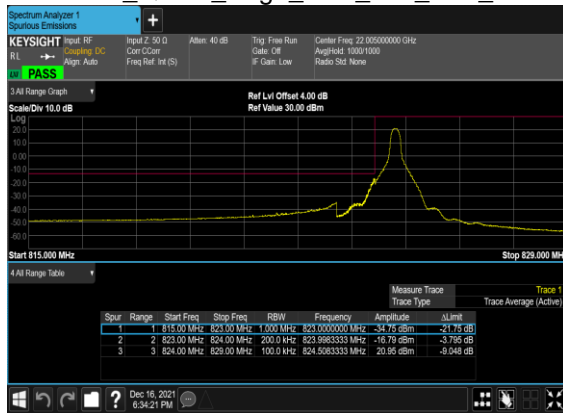 Spectrum Analyzer 1
Spurious Emissions
+
KEYSIGHT Input: RF Input Z: 50 Ω Atten: 40 dB Trig: Free Run Center Freq: 22.005000000 GHz
RL Coupling: DC Corr CCorr Gate: Off Avg|Hold: 1000/1000
Align: Auto Freq Ref: Int (S) IF Gain: Low Radio Std: None
PASS
3 All Range Graph
Ref Lvl Offset 4.00 dB
Scale/Div 10.0 dB Ref Value 30.00 dBm
Log
20.0
10.0
0.00
-10.0
-20.0
-30.0
-40.0
-50.0
-60.0
Start 815.000 MHz Stop 829.000 MH
4 All Range Table
Measure Trace Trace 1
Trace Type Trace Average (Active)
Spur Range Start Freq Stop Freq RBW Frequency Amplitude ΔLimit
1 1 815.00 MHz 823.00 MHz 1.000 MHz 823.0000000 MHz -34.75 dBm -21.75 dB
2 2 823.00 MHz 824.00 MHz 200.0 kHz 823.9983333 MHz -16.79 dBm -3.795 dB
3 3 824.00 MHz 829.00 MHz 100.0 kHz 824.5083333 MHz 20.95 dBm -9.048 dB
? Dec 16, 2021
6:34:21 PM